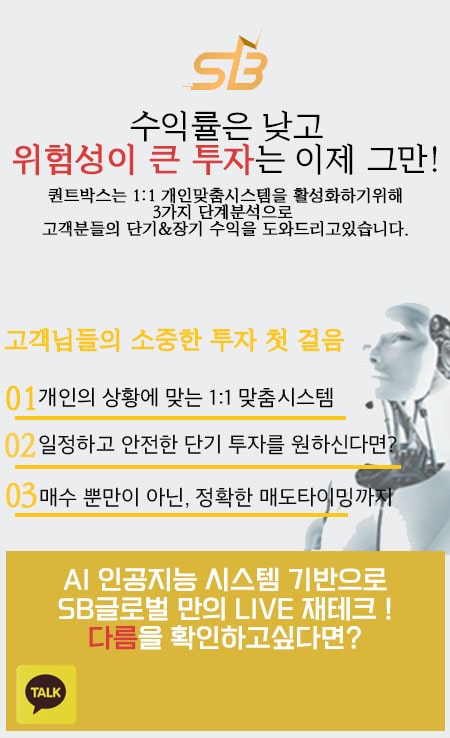 SB
수익률은 낮고
위험성이 큰 투자는 이제 그만!
퀀트박스는 1:1 개인맞춤시스템을 활성화하기위해
3가지 단계분석으로
고객분들의 단기&장기 수익을 도와드리고있습니다.
고객님들의 소중한 투자 첫 걸음
01 개인의 상황에 맞는 1:1 맞춤시스템
02 일정하고 안전한 단기 투자를 원하신다면?
03 매수 뿐만이 아닌, 정확한 매도타이밍까지
AI 인공지능 시스템 기반으로
SB글로벌 만의 LIVE 재테크 !
다름을 확인하고싶다면?
TALK